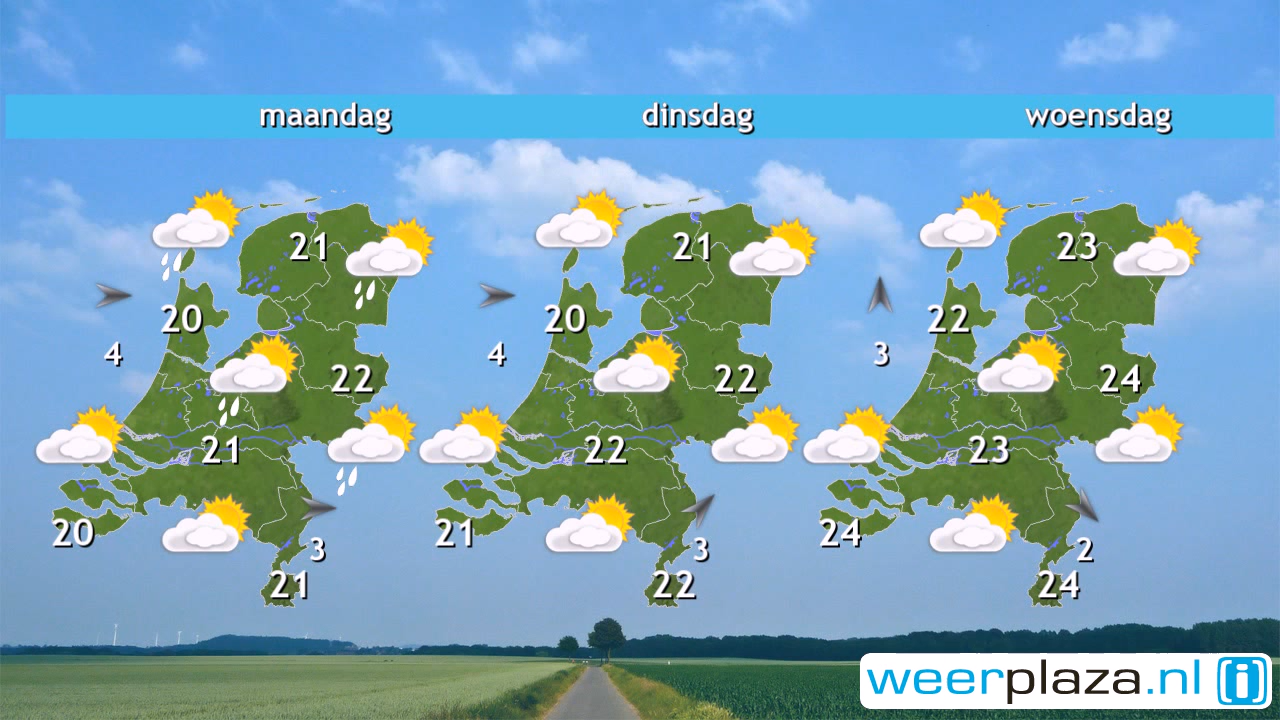 maandag dinsdag woensdag
21 21 23
20 20 22
4 4 3
22 22 24
21 22 23
20 21 24
3 3 2
21 22 24
weerplaza.nl i